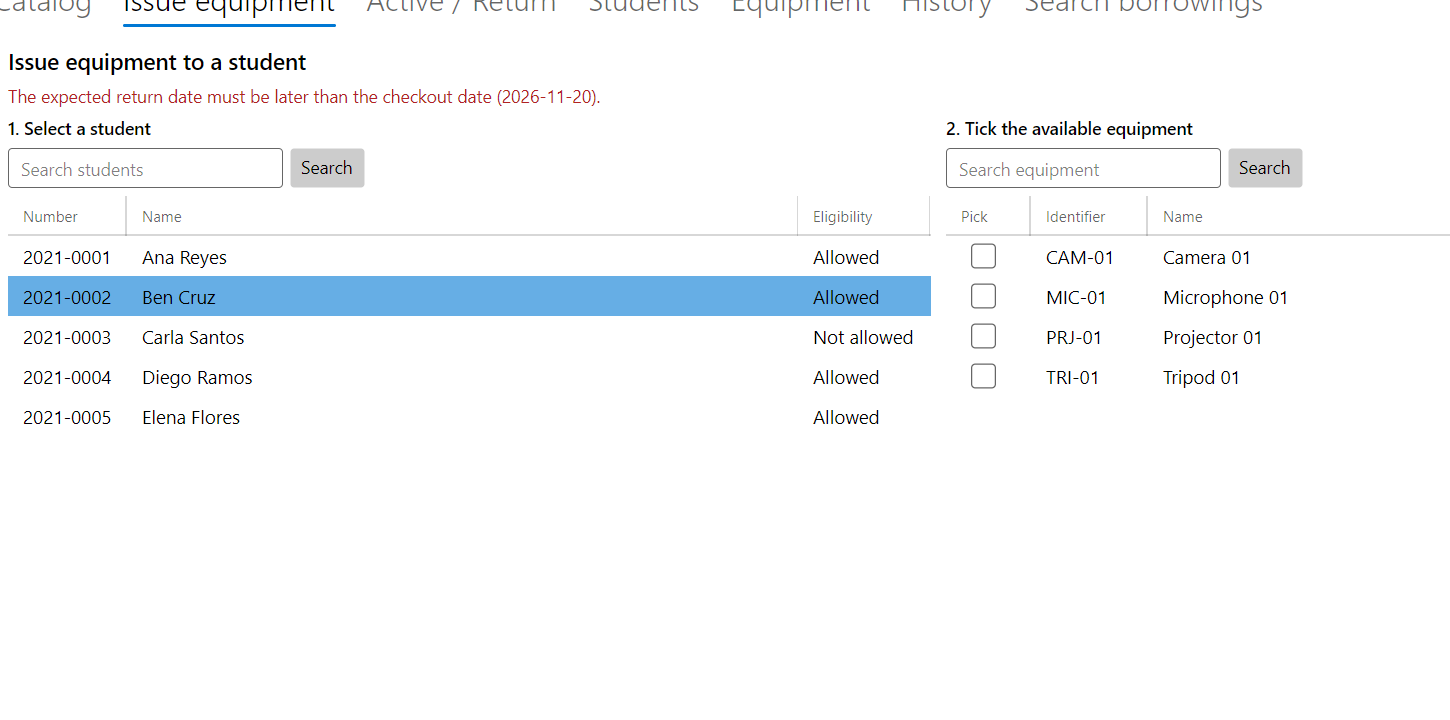 Catalog Issue equipment Active / Return Students Equipment History Search borrowings
Issue equipment to a student
The expected return date must be later than the checkout date (2026-11-20).
1. Select a student
Search students Search
Number Name Eligibility
2021-0001 Ana Reyes Allowed
2021-0002 Ben Cruz Allowed
2021-0003 Carla Santos Not allowed
2021-0004 Diego Ramos Allowed
2021-0005 Elena Flores Allowed
2. Tick the available equipment
Search equipment Search
Pick Identifier Name
CAM-01 Camera 01
MIC-01 Microphone 01
PRJ-01 Projector 01
TRI-01 Tripod 01